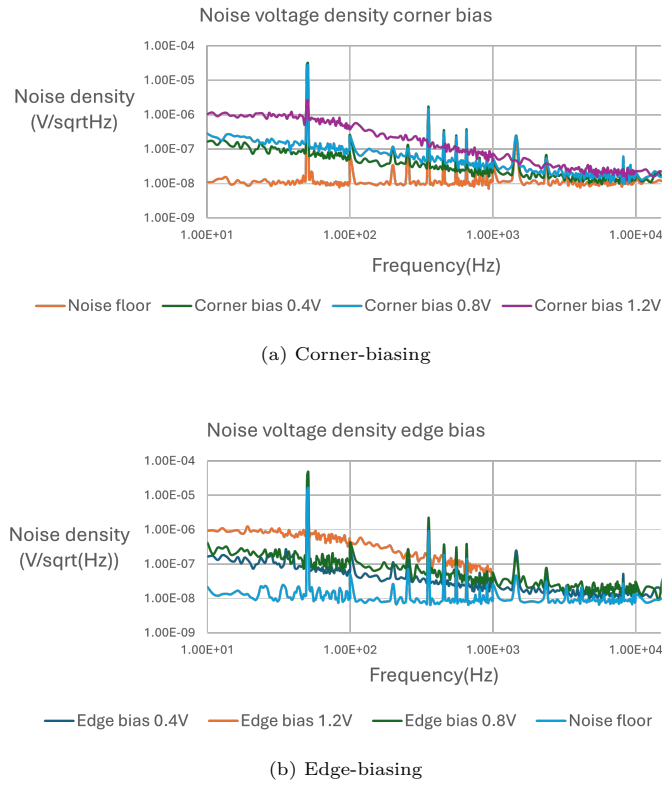 Noise voltage density corner bias
1.00E-04
1.00E-05
1.00E-06
1.00E-07
1.00E-08
1.00E-09
Noise density
(V/sqrtHz)
1.00E+01 1.00E+02 1.00E+03 1.00E+04
Frequency(Hz)
Noise floor Corner bias 0.4V Corner bias 0.8V Corner bias 1.2V
(a) Corner-biasing
Noise voltage density edge bias
1.00E-04
1.00E-05
1.00E-06
1.00E-07
1.00E-08
1.00E-09
Noise density
(V/sqrt(Hz))
1.00E+01 1.00E+02 1.00E+03 1.00E+04
Frequency(Hz)
Edge bias 0.4V Edge bias 1.2V Edge bias 0.8V Noise floor
(b) Edge-biasing